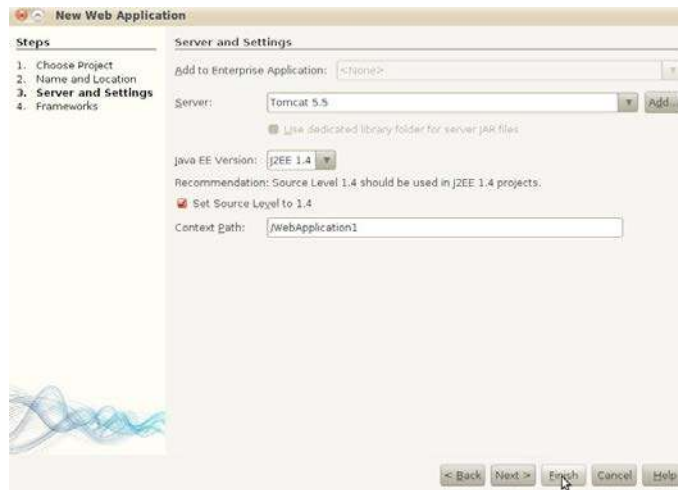 New Web Application
Steps
1. Choose Project
2. Name and Location
3. Server and Settings
4. Frameworks
Server and Settings
Add to Enterprise Application: <None>
Server: Tomcat 5.5 Add...
Use dedicated library folder for server JAR files
Java EE Version: J2EE 1.4
Recommendation: Source Level 1.4 should be used in J2EE 1.4 projects.
Set Source Level to 1.4
Context Path: /WebApplication1
< Back Next > Finish Cancel Help